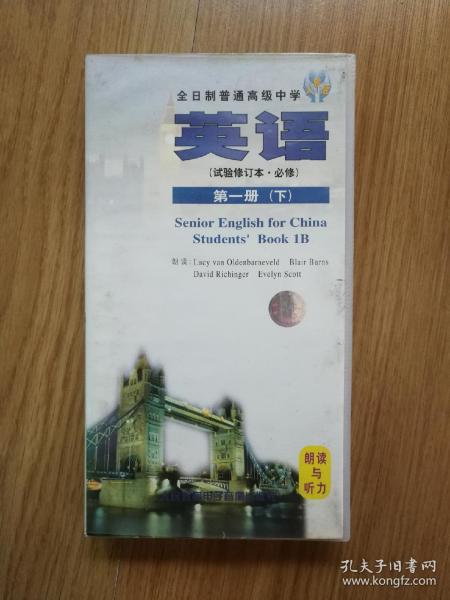 全日制普通高级中学
英语
(试验修订本·必修)
第一册 (下)
Senior English for China
Students' Book 1B
朗读:Lucy van Oldenbarneveld Blair Burns
David Richinger Evelyn Scott
朗读
与
听力
孔夫子旧书网
www.kongfz.com